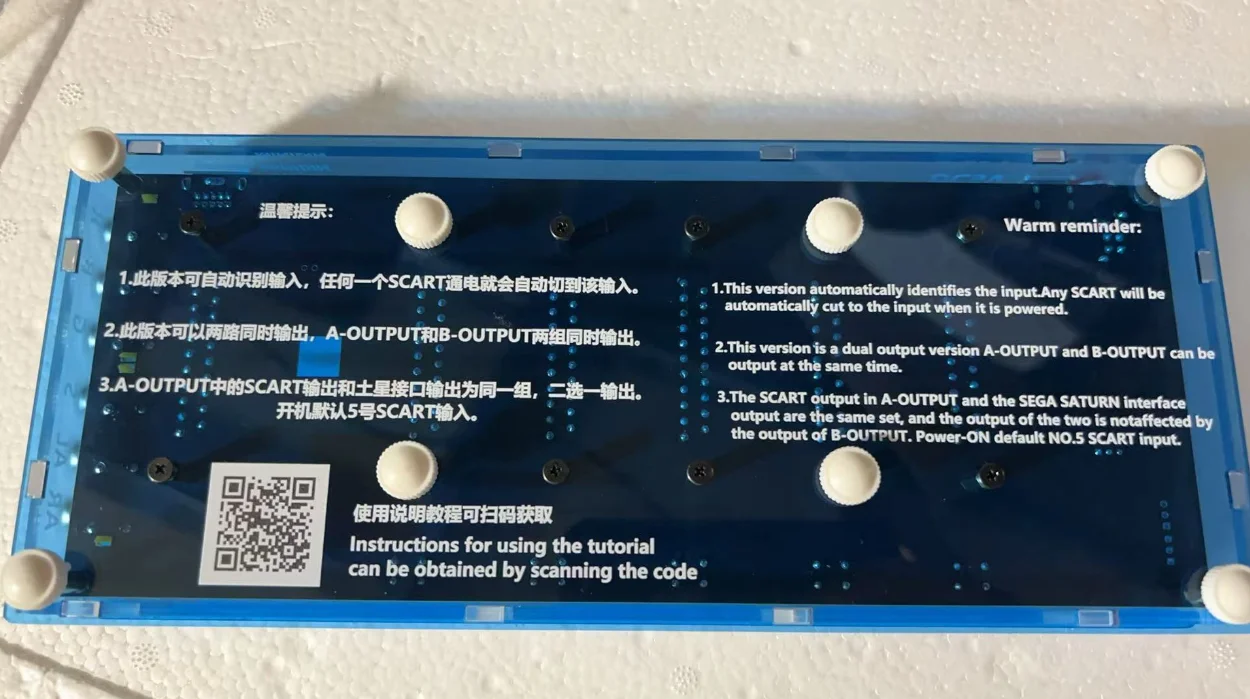 温馨提示:
1.此版本可自动识别输入，任何一个SCART通电就会自动切到该输入。
2.此版本可以两路同时输出，A-OUTPUT和B-OUTPUT两组同时输出。
3.A-OUTPUT中的SCART输出和土星接口输出为同一组，二选一输出。
开机默认5号SCART输入。
使用说明教程可扫码获取
Instructions for using the tutorial
can be obtained by scanning the code
Warm reminder:
1.This version automatically identifies the input.Any SCART will be
automatically cut to the input when it is powered.
2.This version is a dual output version A-OUTPUT and B-OUTPUT can be
output at the same time.
3.The SCART output in A-OUTPUT and the SEGA SATURN interface
output are the same set, and the output of the two is notaffected by
the output of B-OUTPUT. Power-ON default NO.5 SCART input.